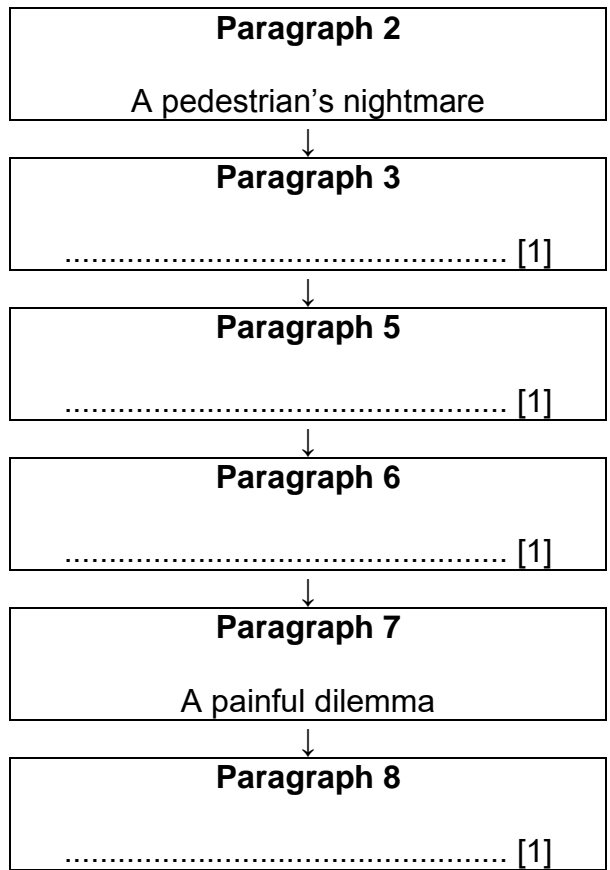 Paragraph 2
A pedestrian’s nightmare
↓
Paragraph 3
.................................................. [1]
↓
Paragraph 5
.................................................. [1]
↓
Paragraph 6
.................................................. [1]
↓
Paragraph 7
A painful dilemma
↓
Paragraph 8
.................................................. [1]